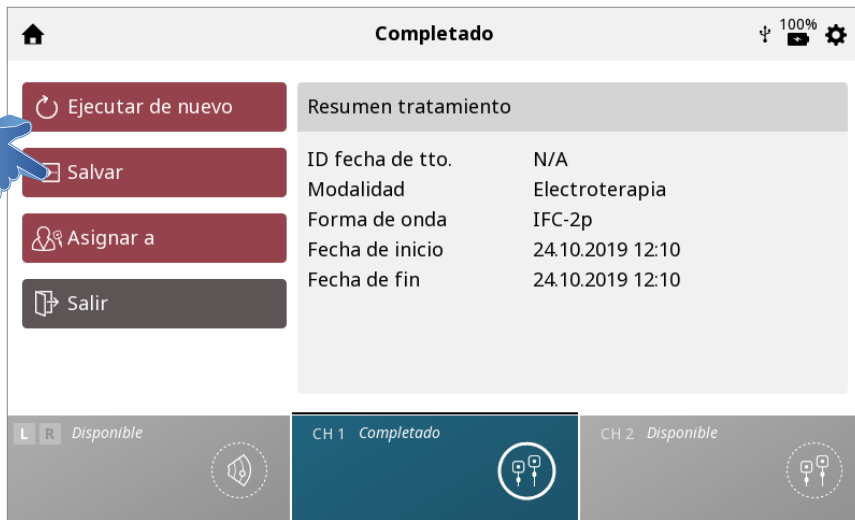 Completado
100%
Ejecutar de nuevo
Salvar
Asignar a
Salir
Resumen tratamiento
ID fecha de tto. N/A
Modalidad Electroterapia
Forma de onda IFC-2p
Fecha de inicio 24.10.2019 12:10
Fecha de fin 24.10.2019 12:10
L R Disponible
CH 1 Completado
CH 2 Disponible